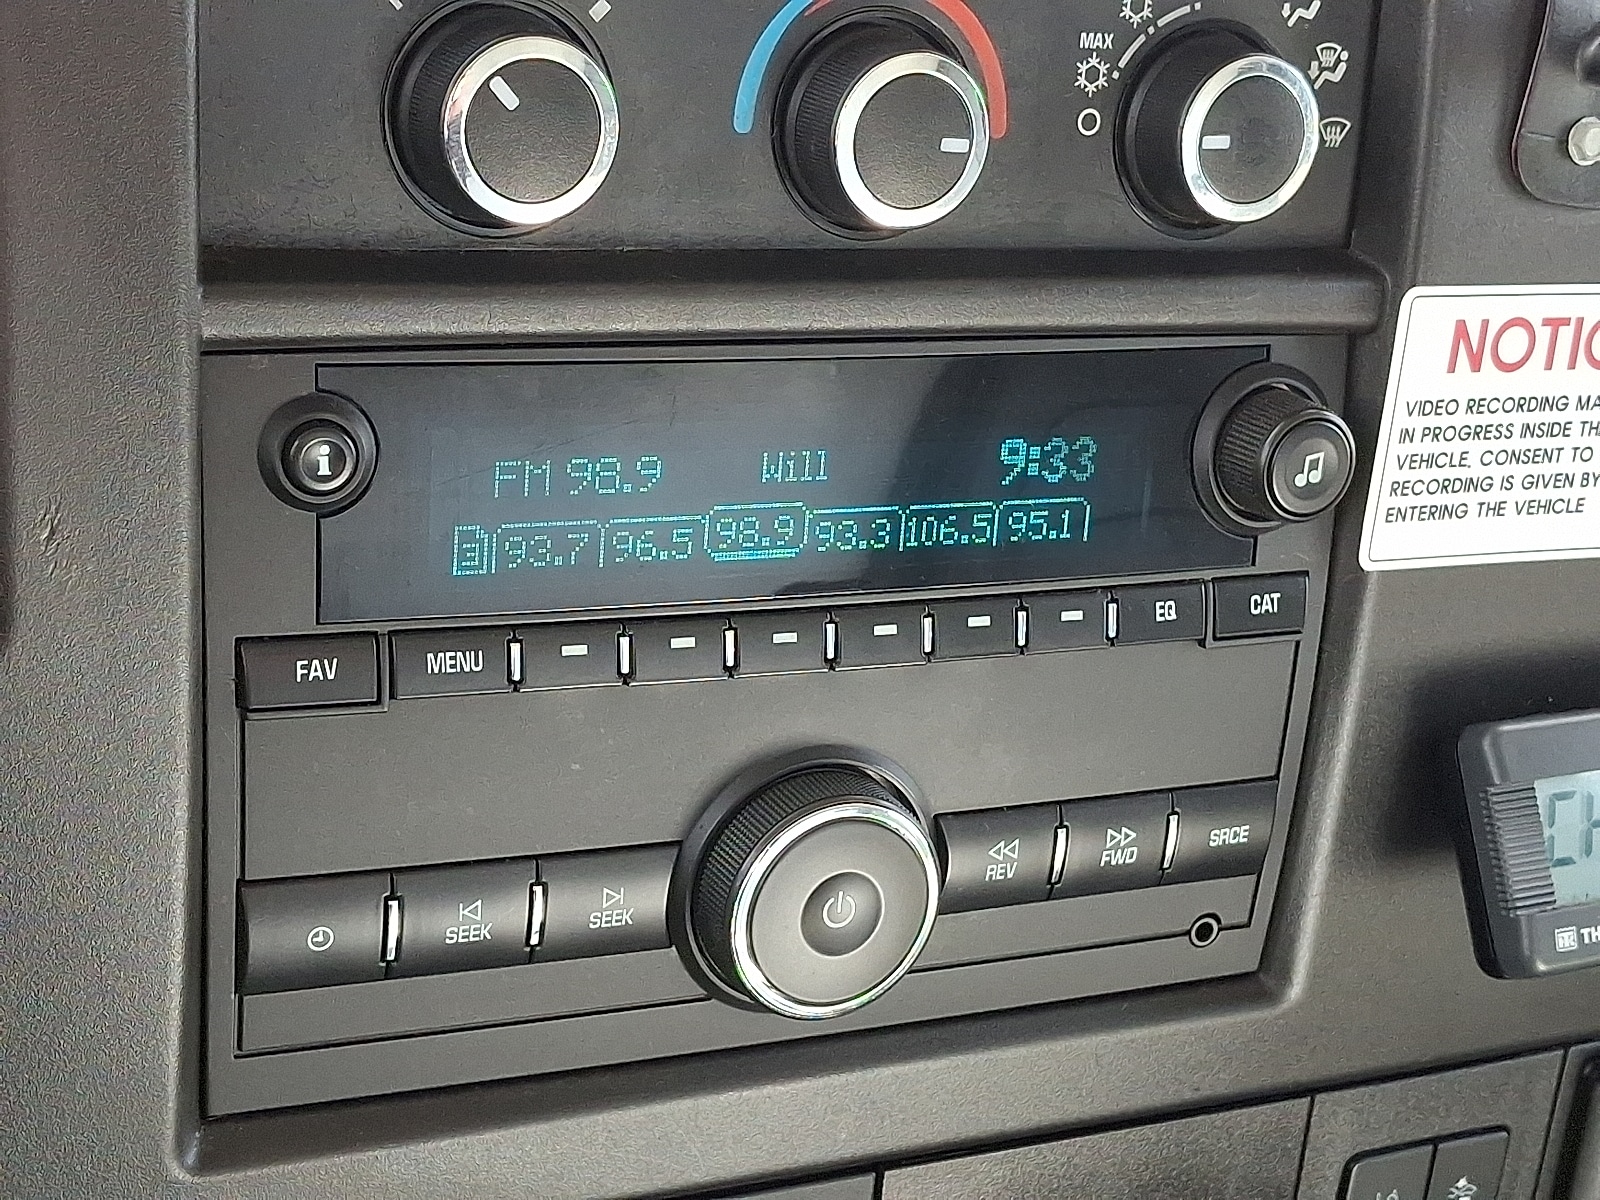 MAX
NOTIC
VIDEO RECORDING MA
IN PROGRESS INSIDE TH
VEHICLE, CONSENT TO
RECORDING IS GIVEN BY
ENTERING THE VEHICLE
FM 98.9 Will 9:33
3 93.7 96.5 98.9 93.3 106.5 95.1
FAV MENU EQ CAT
SEEK SEEK REV FWD SRCE
TH